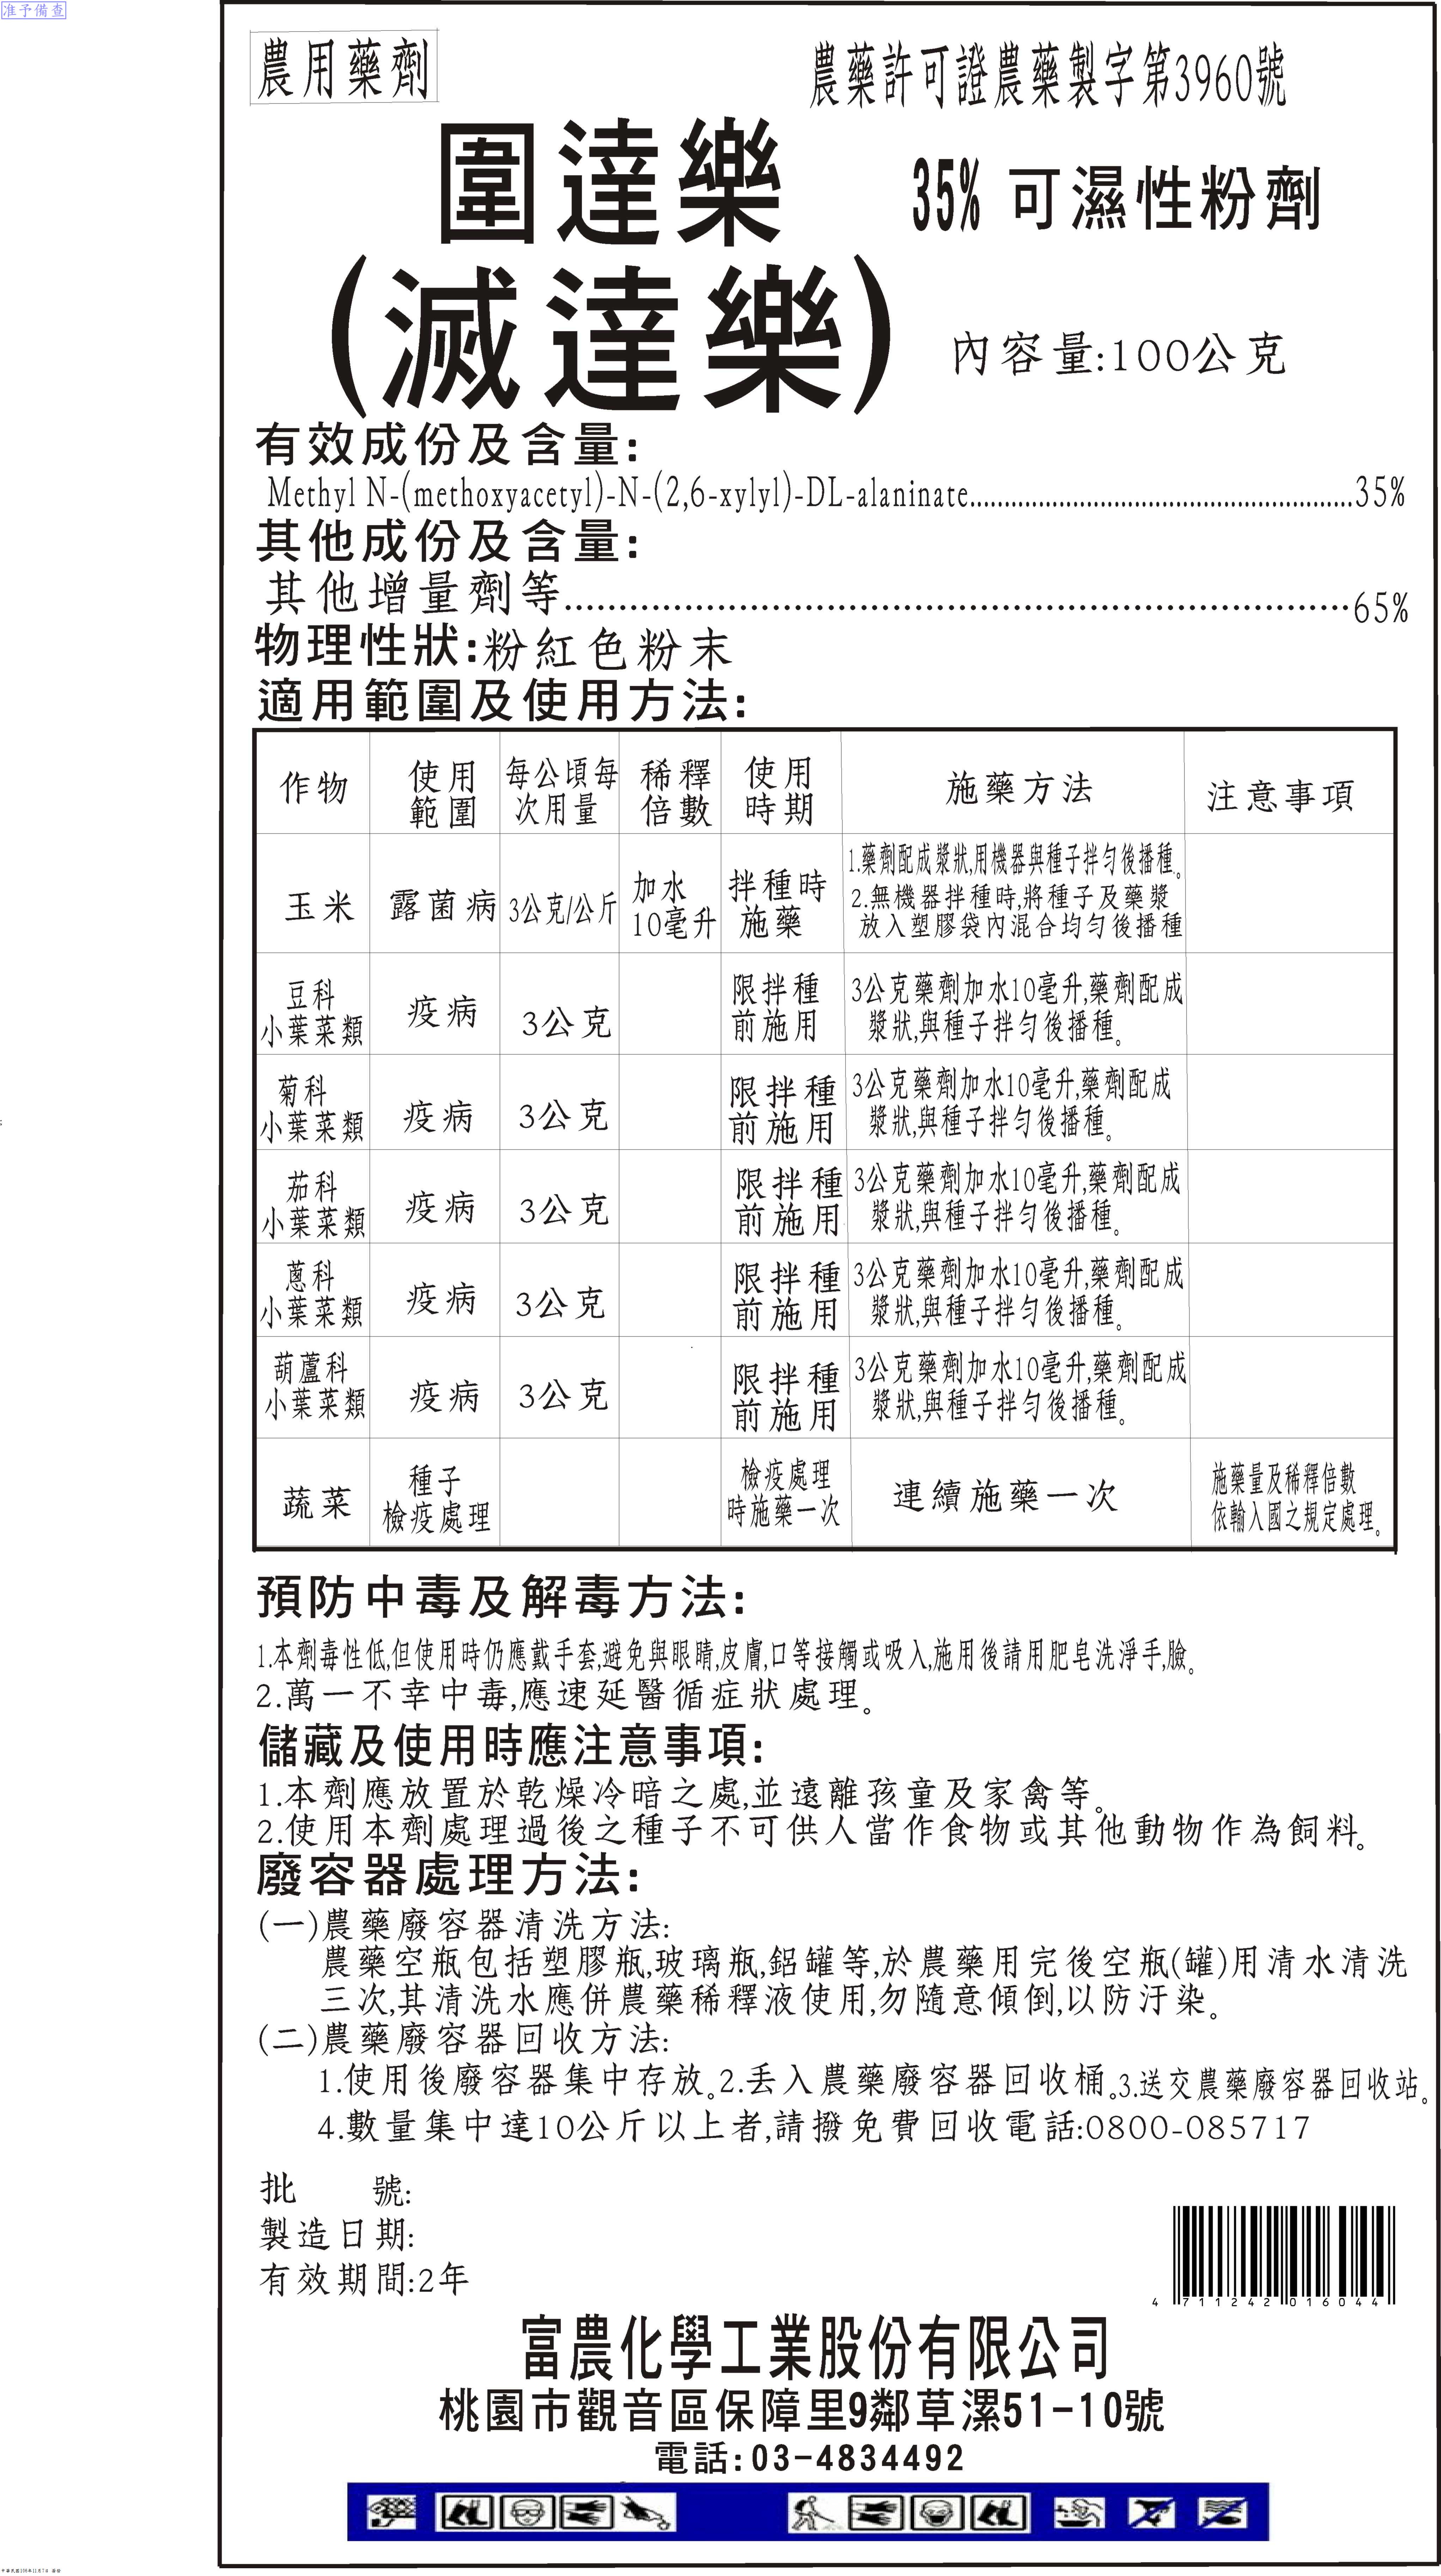 准予備查
農用藥劑
農藥許可證農藥製字第3960號
圍達樂
35% 可濕性粉劑
(滅達樂)
內容量:100公克
有效成份及含量:
Methyl N-(methoxyacetyl)-N-(2,6-xylyl)-DL-alaninate.......................................................35%
其他成份及含量:
其他增量劑等........................................................................65%
物理性狀:粉紅色粉末
適用範圍及使用方法:
作物 使用範圍 每公頃每次用量 稀釋倍數 使用時期 施藥方法 注意事項
玉米 露菌病 3公克/公斤 加水10毫升 拌種時施藥
1.藥劑配成漿狀,用機器與種子拌勻後播種。
2.無機器拌種時,將種子及藥漿
放入塑膠袋內混合均勻後播種
豆科小葉菜類 疫病 3公克 限拌種前施用
3公克藥劑加水10毫升,藥劑配成
漿狀,與種子拌勻後播種。
菊科小葉菜類 疫病 3公克 限拌種前施用
3公克藥劑加水10毫升,藥劑配成
漿狀,與種子拌勻後播種。
茄科小葉菜類 疫病 3公克 限拌種前施用
3公克藥劑加水10毫升,藥劑配成
漿狀,與種子拌勻後播種。
蔥科小葉菜類 疫病 3公克 限拌種前施用
3公克藥劑加水10毫升,藥劑配成
漿狀,與種子拌勻後播種。
葫蘆科小葉菜類 疫病 3公克 限拌種前施用
3公克藥劑加水10毫升,藥劑配成
漿狀,與種子拌勻後播種。
蔬菜 種子檢疫處理 檢疫處理時施藥一次 連續施藥一次
施藥量及稀釋倍數
依輸入國之規定處理。
預防中毒及解毒方法:
1.本劑毒性低,但使用時仍應戴手套,避免與眼睛,皮膚,口等接觸或吸入,施用後請用肥皂洗淨手,臉。
2.萬一不幸中毒,應速延醫循症狀處理。
儲藏及使用時應注意事項:
1.本劑應放置於乾燥冷暗之處,並遠離孩童及家禽等。
2.使用本劑處理過後之種子不可供人當作食物或其他動物作為飼料。
廢容器處理方法:
(一)農藥廢容器清洗方法:
農藥空瓶包括塑膠瓶,玻璃瓶,鋁罐等,於農藥用完後空瓶(罐)用清水清洗
三次,其清洗水應併農藥稀釋液使用,勿隨意傾倒,以防汙染。
(二)農藥廢容器回收方法:
1.使用後廢容器集中存放。2.丟入農藥廢容器回收桶。3.送交農藥廢容器回收站。
4.數量集中達10公斤以上者,請撥免費回收電話:0800-085717
批 號:
製造日期:
有效期間:2年
4 711242 016044
富農化學工業股份有限公司
桃園市觀音區保障里9鄰草漯51-10號
電話:03-4834492